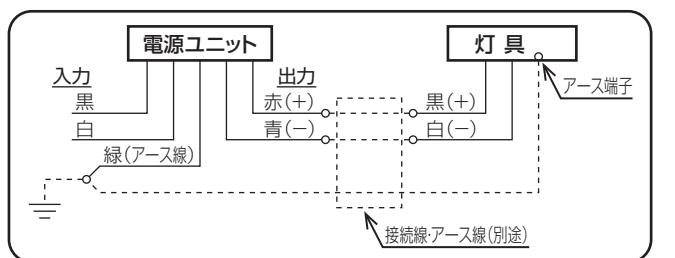 電源ユニット
灯具
入力
出力
アース端子
黒
赤(+)
黒(+)
白
青(−)
白(−)
緑(アース線)
接続線・アース線(別途)